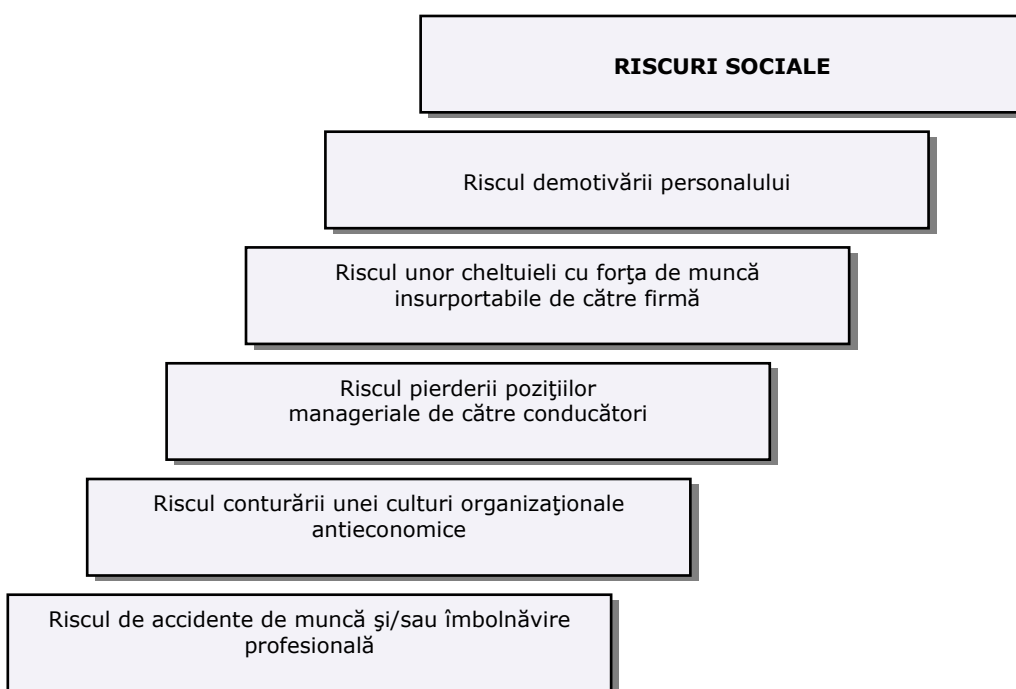 RISCURI SOCIALE
Riscul demotivării personalului
Riscul unor cheltuieli cu forţa de muncă
insurportabile de către firmă
Riscul pierderii poziţiilor
manageriale de către conducători
Riscul conturării unei culturi organizaţionale
antieconomice
Riscul de accidente de muncă şi/sau îmbolnăvire
profesională